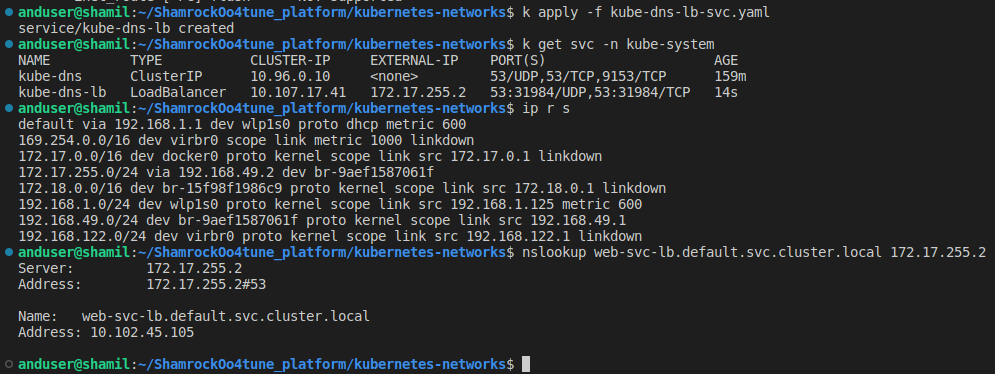 anduser@shamil:~/ShamrockOo4tune_platform/kubernetes-networks$ k apply -f kube-dns-lb-svc.yaml
service/kube-dns-lb created
anduser@shamil:~/ShamrockOo4tune_platform/kubernetes-networks$ k get svc -n kube-system
NAME          TYPE           CLUSTER-IP     EXTERNAL-IP    PORT(S)                     AGE
kube-dns      ClusterIP      10.96.0.10     <none>         53/UDP,53/TCP,9153/TCP      159m
kube-dns-lb   LoadBalancer   10.107.17.41   172.17.255.2   53:31984/UDP,53:31984/TCP   14s
anduser@shamil:~/ShamrockOo4tune_platform/kubernetes-networks$ ip r s
default via 192.168.1.1 dev wlp1s0 proto dhcp metric 600
169.254.0.0/16 dev virbr0 scope link metric 1000 linkdown
172.17.0.0/16 dev docker0 proto kernel scope link src 172.17.0.1 linkdown
172.17.255.0/24 via 192.168.49.2 dev br-9aef1587061f
172.18.0.0/16 dev br-15f98f1986c9 proto kernel scope link src 172.18.0.1 linkdown
192.168.1.0/24 dev wlp1s0 proto kernel scope link src 192.168.1.125 metric 600
192.168.49.0/24 dev br-9aef1587061f proto kernel scope link src 192.168.49.1
192.168.122.0/24 dev virbr0 proto kernel scope link src 192.168.122.1 linkdown
anduser@shamil:~/ShamrockOo4tune_platform/kubernetes-networks$ nslookup web-svc-lb.default.svc.cluster.local 172.17.255.2
Server:         172.17.255.2
Address:        172.17.255.2#53
Name:   web-svc-lb.default.svc.cluster.local
Address: 10.102.45.105
anduser@shamil:~/ShamrockOo4tune_platform/kubernetes-networks$